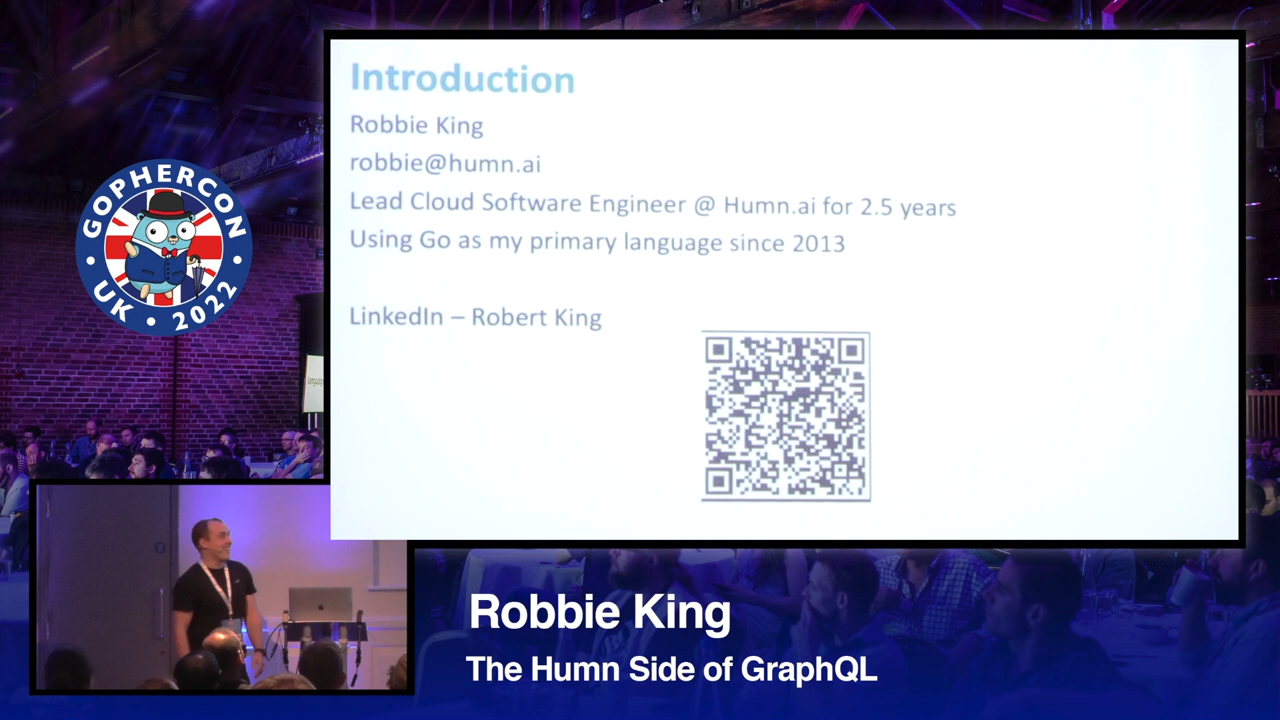 GOPHERCON
UK • 2022
Introduction
Robbie King
robbie@humn.ai
Lead Cloud Software Engineer @ Humn.ai for 2.5 years
Using Go as my primary language since 2013
LinkedIn – Robert King
Robbie King
The Humn Side of GraphQL